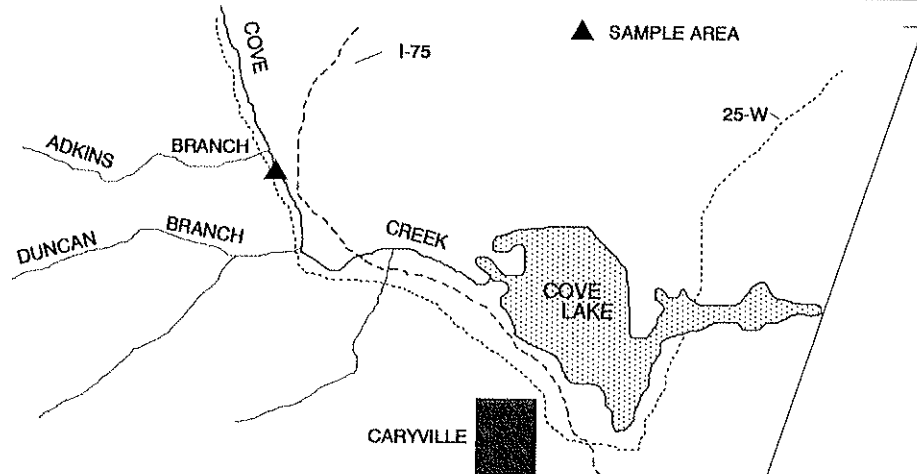 COVE
I-75
SAMPLE AREA
25-W
ADKINS
BRANCH
DUNCAN
BRANCH
CREEK
COVE
LAKE
CARYVILLE